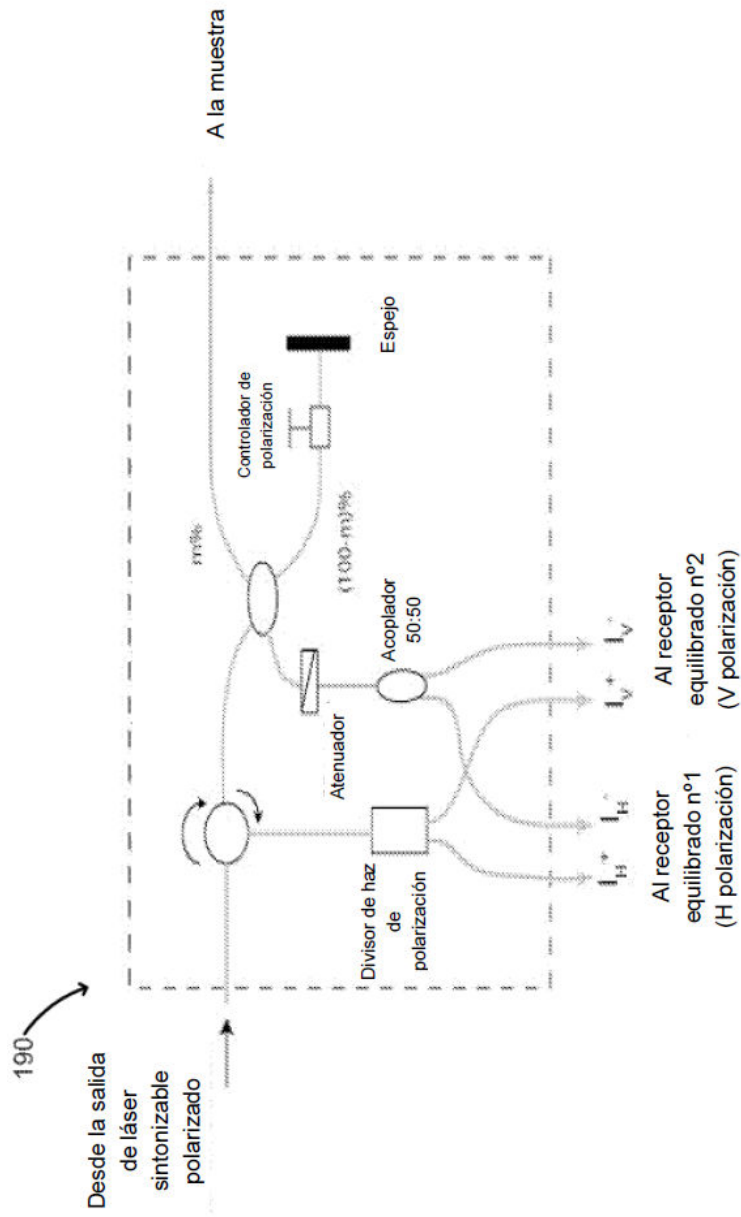 190
Desde la salida
de láser
sintonizable
polarizado
A la muestra
m%
(100-m)%
Controlador de
polarización
Espejo
Atenuador
Acoplador
50:50
Divisor de haz
de
polarización
I_H^+
I_H^-
I_V^+
I_V^-
Al receptor
equilibrado nº1
(H polarización)
Al receptor
equilibrado nº2
(V polarización)